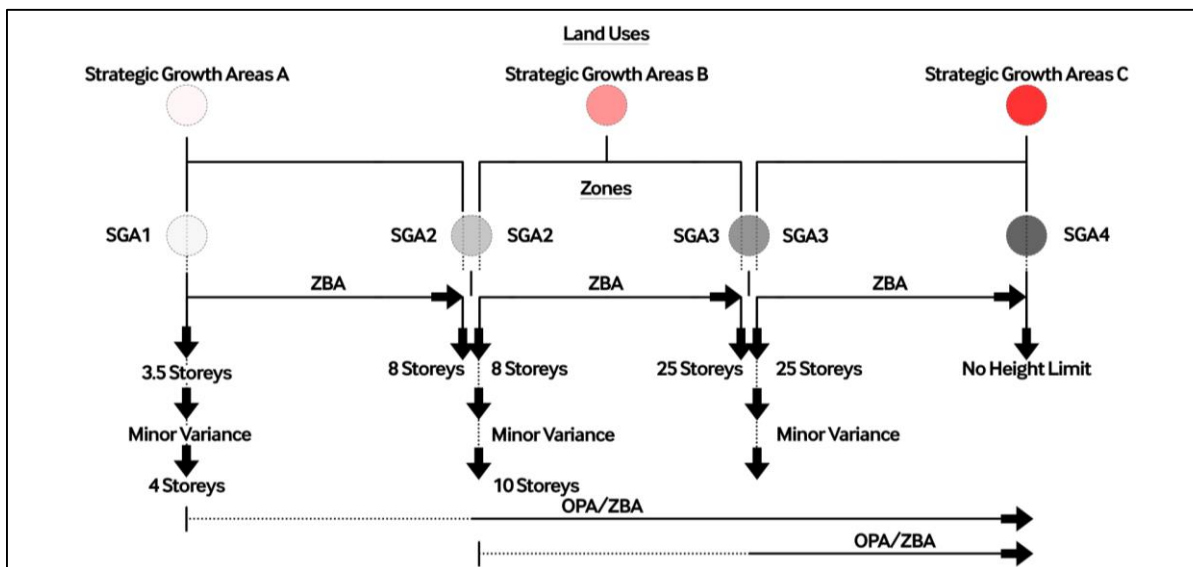 Land Uses
Strategic Growth Areas A
Strategic Growth Areas B
Strategic Growth Areas C
Zones
SGA1
SGA2
SGA2
SGA3
SGA3
SGA4
ZBA
ZBA
ZBA
3.5 Storeys
8 Storeys
8 Storeys
25 Storeys
25 Storeys
No Height Limit
Minor Variance
Minor Variance
Minor Variance
4 Storeys
10 Storeys
OPA/ZBA
OPA/ZBA